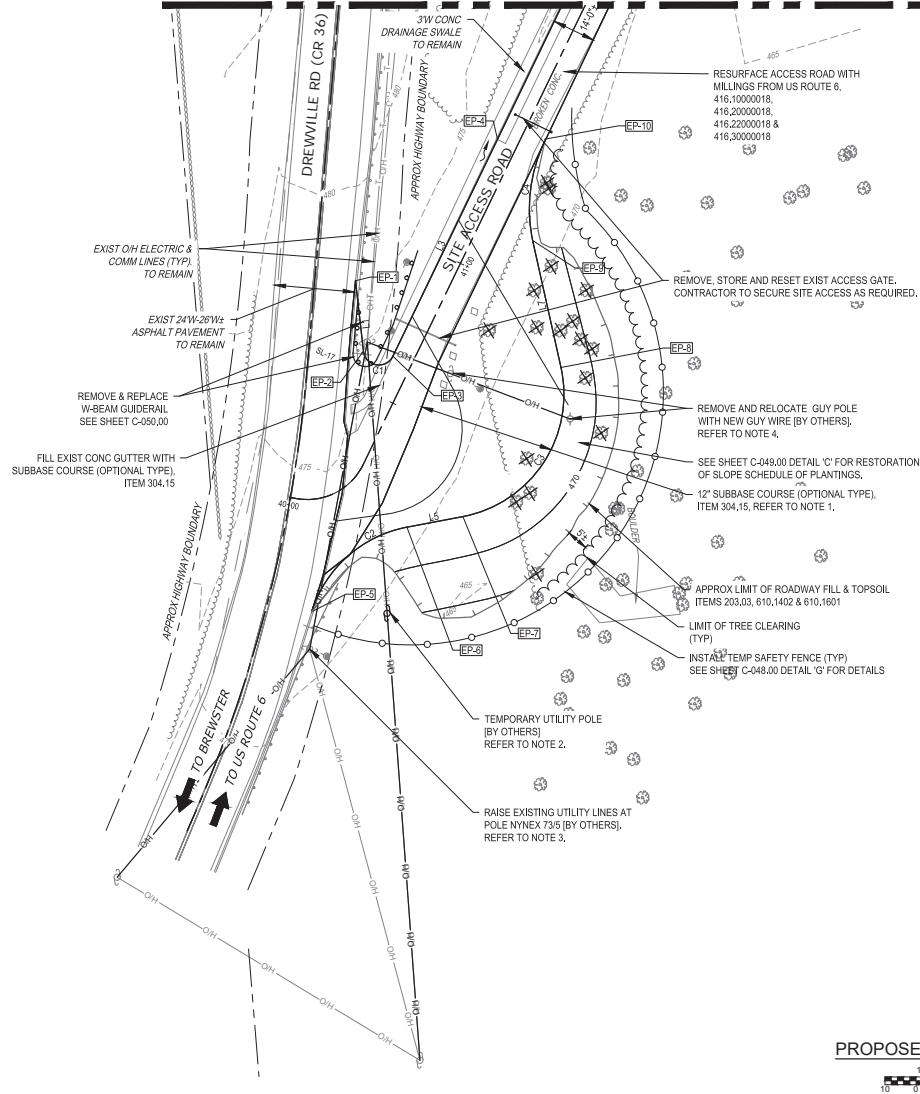 3'W CONC
DRAINAGE SWALE
TO REMAIN
14'-0"±
465
DREWVILLE RD (CR 36)
480
APPROX HIGHWAY BOUNDARY
475
EP-4
BROKEN CONC.
EP-10
RESURFACE ACCESS ROAD WITH
MILLINGS FROM US ROUTE 6,
416.10000018,
416.20000018,
416.22000018 &
416.30000018
SITE ACCESS ROAD
L3
41+00
C4
470
480
EXIST O/H ELECTRIC &
COMM LINES (TYP).
TO REMAIN
EP-1
EP-9
REMOVE, STORE AND RESET EXIST ACCESS GATE.
CONTRACTOR TO SECURE SITE ACCESS AS REQUIRED.
EXIST 24'W-26'W±
ASPHALT PAVEMENT
TO REMAIN
SL-17
EP-2
C1
O/H
EP-3
EP-8
REMOVE & REPLACE
W-BEAM GUIDERAIL
SEE SHEET C-050.00
O/H
O/H
REMOVE AND RELOCATE GUY POLE
WITH NEW GUY WIRE [BY OTHERS].
REFER TO NOTE 4.
FILL EXIST CONC GUTTER WITH
SUBBASE COURSE (OPTIONAL TYPE),
ITEM 304.15
475
C3
SEE SHEET C-049.00 DETAIL 'C' FOR RESTORATION
OF SLOPE SCHEDULE OF PLANTINGS.
470
12" SUBBASE COURSE (OPTIONAL TYPE),
ITEM 304.15, REFER TO NOTE 1.
40+00
L5
C2
BOULDER
5'±
APPROX HIGHWAY BOUNDARY
465
465
EP-5
APPROX LIMIT OF ROADWAY FILL & TOPSOIL
ITEMS 203.03, 610.1402 & 610.1601
LIMIT OF TREE CLEARING
(TYP)
EP-7
EP-6
INSTALL TEMP SAFETY FENCE (TYP)
SEE SHEET C-048.00 DETAIL 'G' FOR DETAILS
O/H
TO BREWSTER
TO US ROUTE 6
TEMPORARY UTILITY POLE
[BY OTHERS]
REFER TO NOTE 2.
O/H
O/H
RAISE EXISTING UTILITY LINES AT
POLE NYNEX 73/5 [BY OTHERS].
REFER TO NOTE 3.
O/H
O/H
O/H
O/H
O/H
O/H
O/H
O/H
PROPOSE
1
10
0